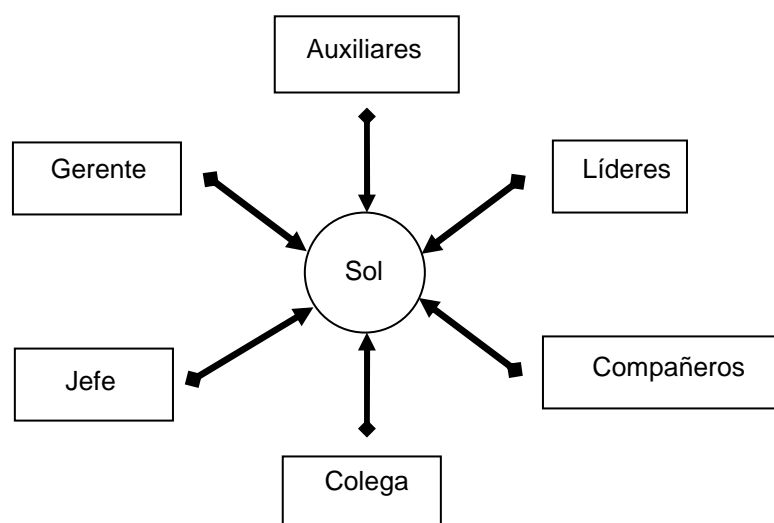 Auxiliares
Gerente
Líderes
Sol
Jefe
Compañeros
Colega